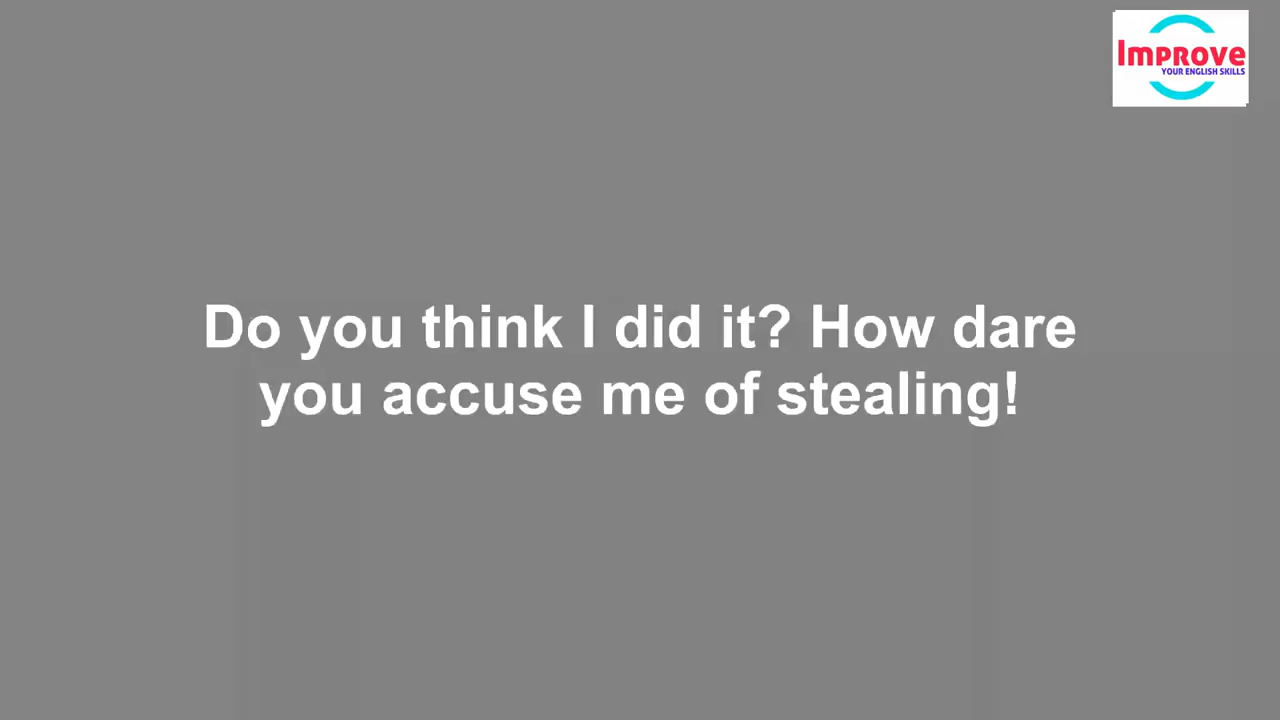 Improve
YOUR ENGLISH SKILLS
Do you think I did it? How dare
you accuse me of stealing!